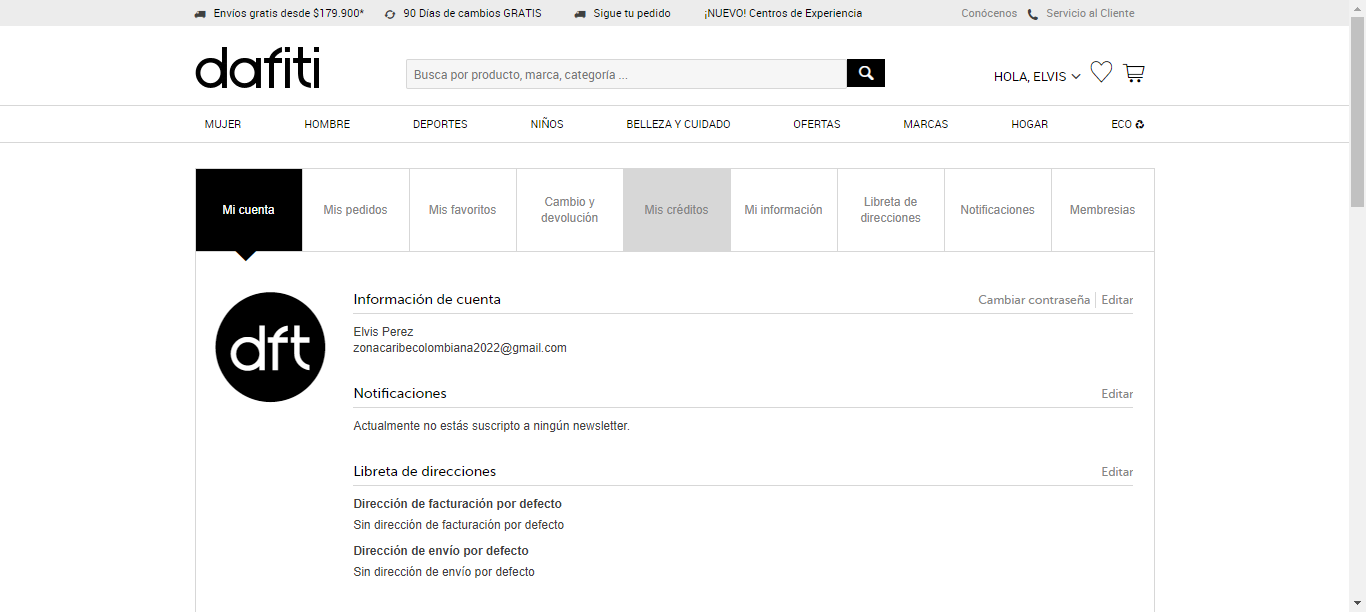 Envíos gratis desde $179.900* 90 Días de cambios GRATIS Sigue tu pedido ¡NUEVO! Centros de Experiencia Conócenos Servicio al Cliente
dafiti
Busca por producto, marca, categoría ...
HOLA, ELVIS
MUJER HOMBRE DEPORTES NIÑOS BELLEZA Y CUIDADO OFERTAS MARCAS HOGAR ECO
Mi cuenta
Mis pedidos
Mis favoritos
Cambio y
devolución
Mis créditos
Mi información
Libreta de
direcciones
Notificaciones
Membresias
dft
Información de cuenta
Cambiar contraseña Editar
Elvis Perez
zonacaribecolombiana2022@gmail.com
Notificaciones
Editar
Actualmente no estás suscripto a ningún newsletter.
Libreta de direcciones
Editar
Dirección de facturación por defecto
Sin dirección de facturación por defecto
Dirección de envío por defecto
Sin dirección de envío por defecto